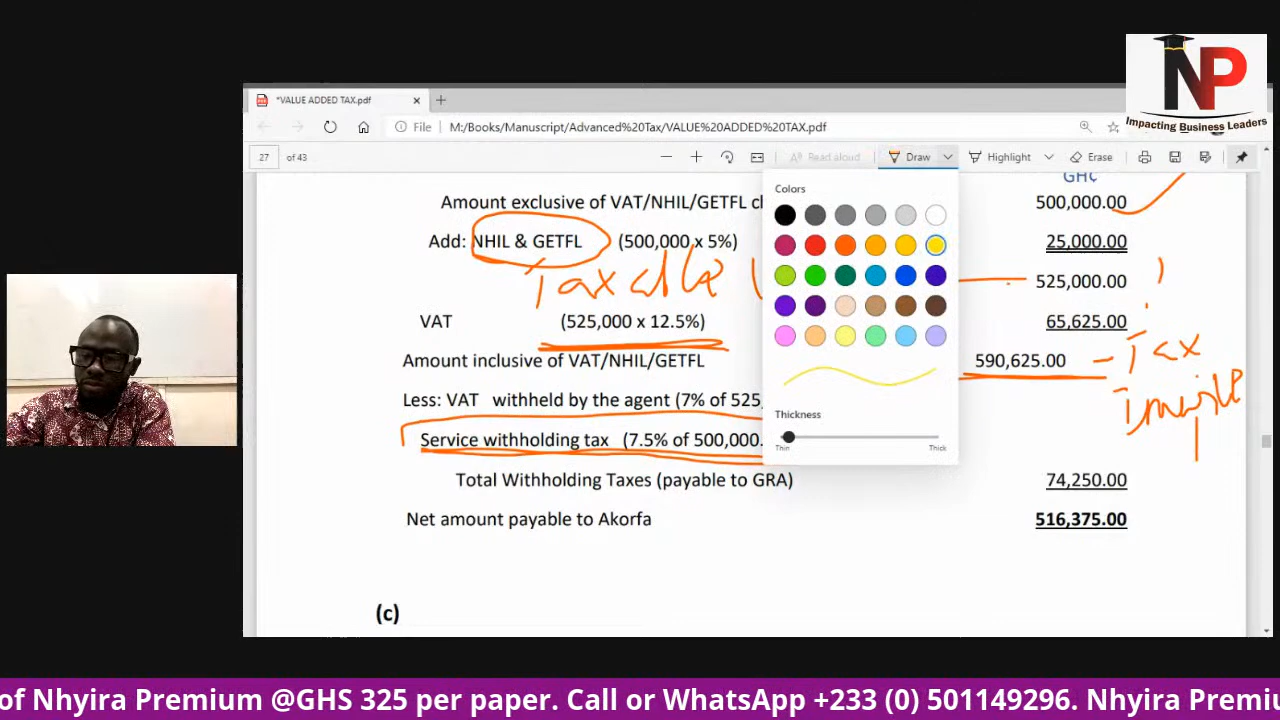 NP
Impacting Business Leaders
*VALUE ADDED TAX.pdf
File M:/Books/Manuscript/Advanced%20Tax/VALUE%20ADDED%20TAX.pdf
27 of 43 Read aloud Draw Highlight Erase
GH¢
Amount exclusive of VAT/NHIL/GETFL 500,000.00
Add: NHIL & GETFL (500,000 x 5%) 25,000.00
Taxable 525,000.00
VAT (525,000 x 12.5%) 65,625.00
Amount inclusive of VAT/NHIL/GETFL 590,625.00 - Tax
Less: VAT withheld by the agent (7% of 525,
Service withholding tax (7.5% of 500,000.
Total Withholding Taxes (payable to GRA) 74,250.00
Net amount payable to Akorfa 516,375.00
(c)
Colors
Thickness
Thin Thick
of Nhyira Premium @GHS 325 per paper. Call or WhatsApp +233 (0) 501149296. Nhyira Premiu